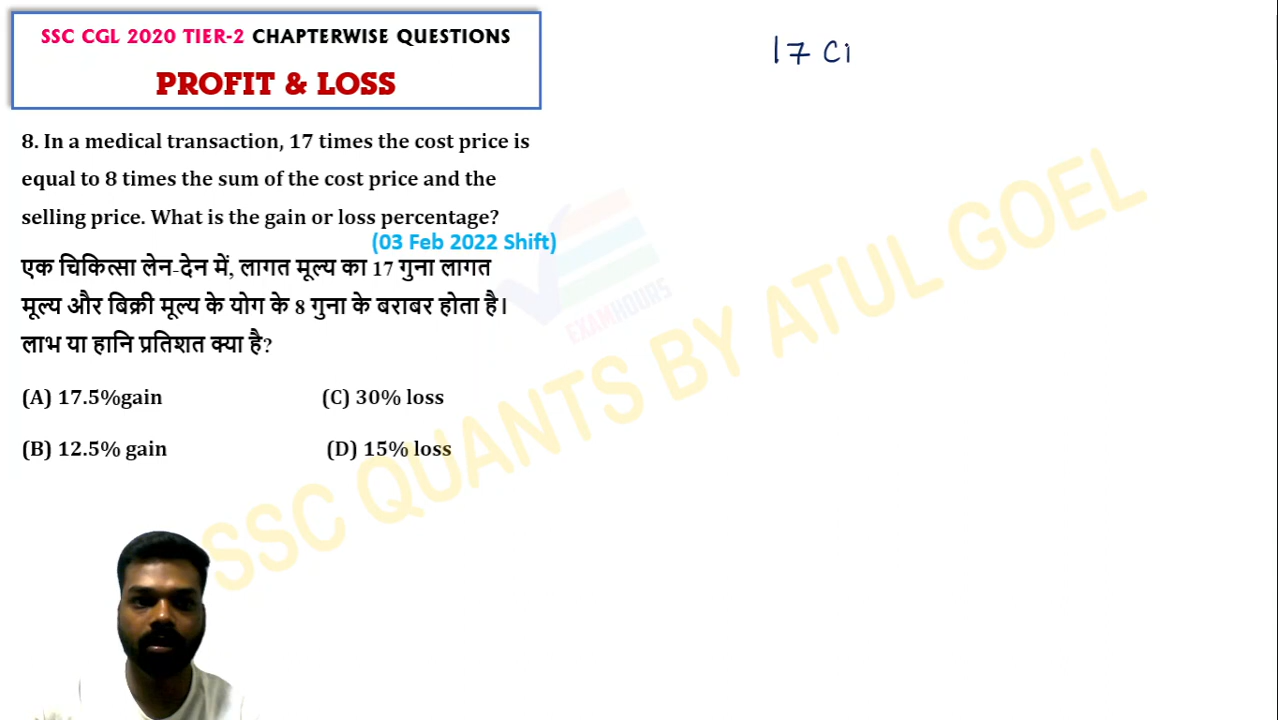 SSC CGL 2020 TIER-2 CHAPTERWISE QUESTIONS
PROFIT & LOSS
17 Ci
8. In a medical transaction, 17 times the cost price is
equal to 8 times the sum of the cost price and the
selling price. What is the gain or loss percentage?
(03 Feb 2022 Shift)
एक चिकित्सा लेन-देन में, लागत मूल्य का 17 गुना लागत
मूल्य और बिक्री मूल्य के योग के 8 गुना के बराबर होता है।
लाभ या हानि प्रतिशत क्या है?
(A) 17.5%gain (C) 30% loss
(B) 12.5% gain (D) 15% loss
SSC QUANTS BY ATUL GOEL
EXAMHOURS